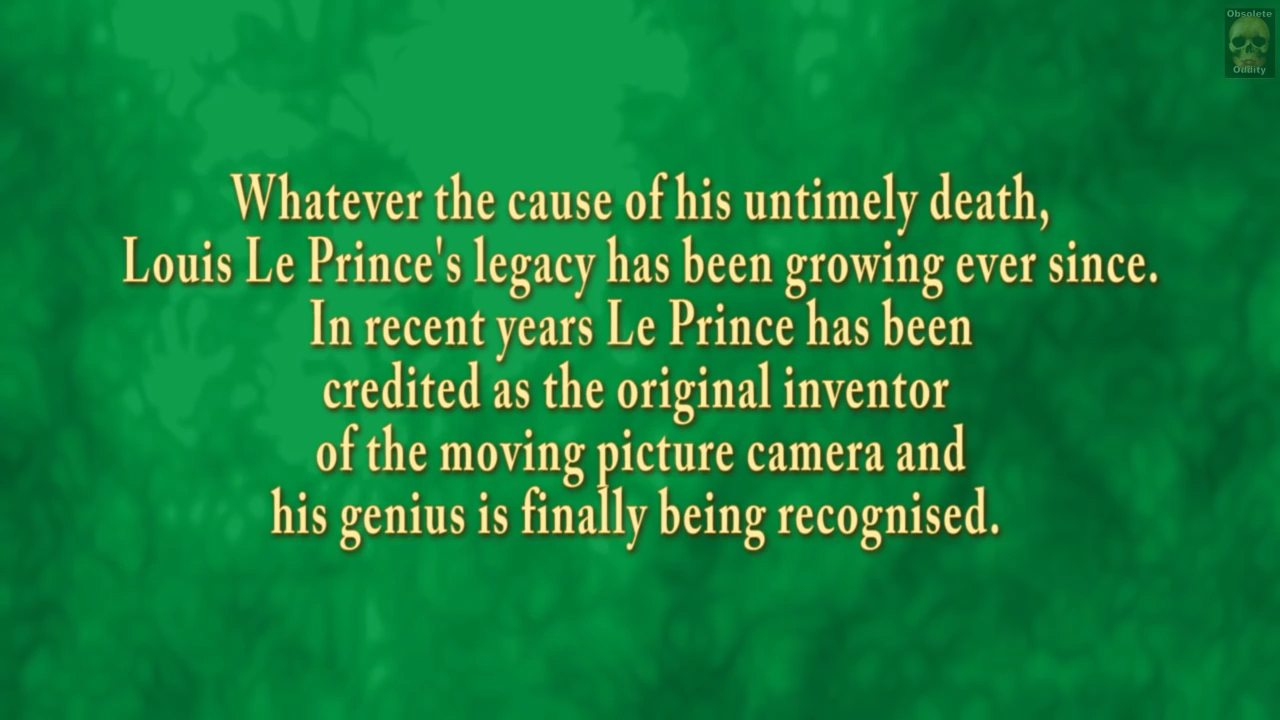 Obsolete
Oddity
Whatever the cause of his untimely death,
Louis Le Prince's legacy has been growing ever since.
In recent years Le Prince has been
credited as the original inventor
of the moving picture camera and
his genius is finally being recognised.